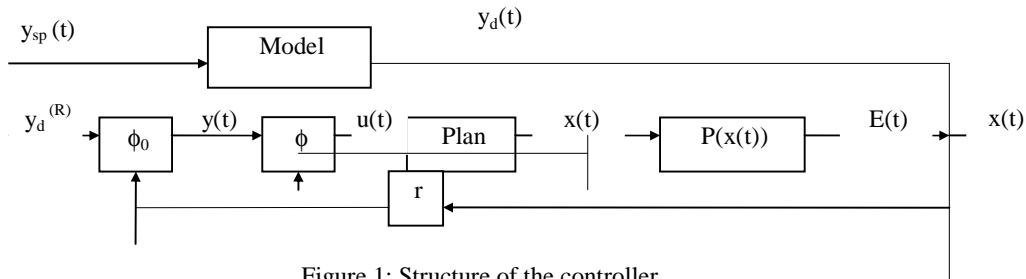 y_sp (t)
y_d(t)
Model
y_d^(R)
ϕ_0
y(t)
ϕ
u(t)
Plan
x(t)
P(x(t))
E(t)
x(t)
r
Figure 1: Structure of the controller